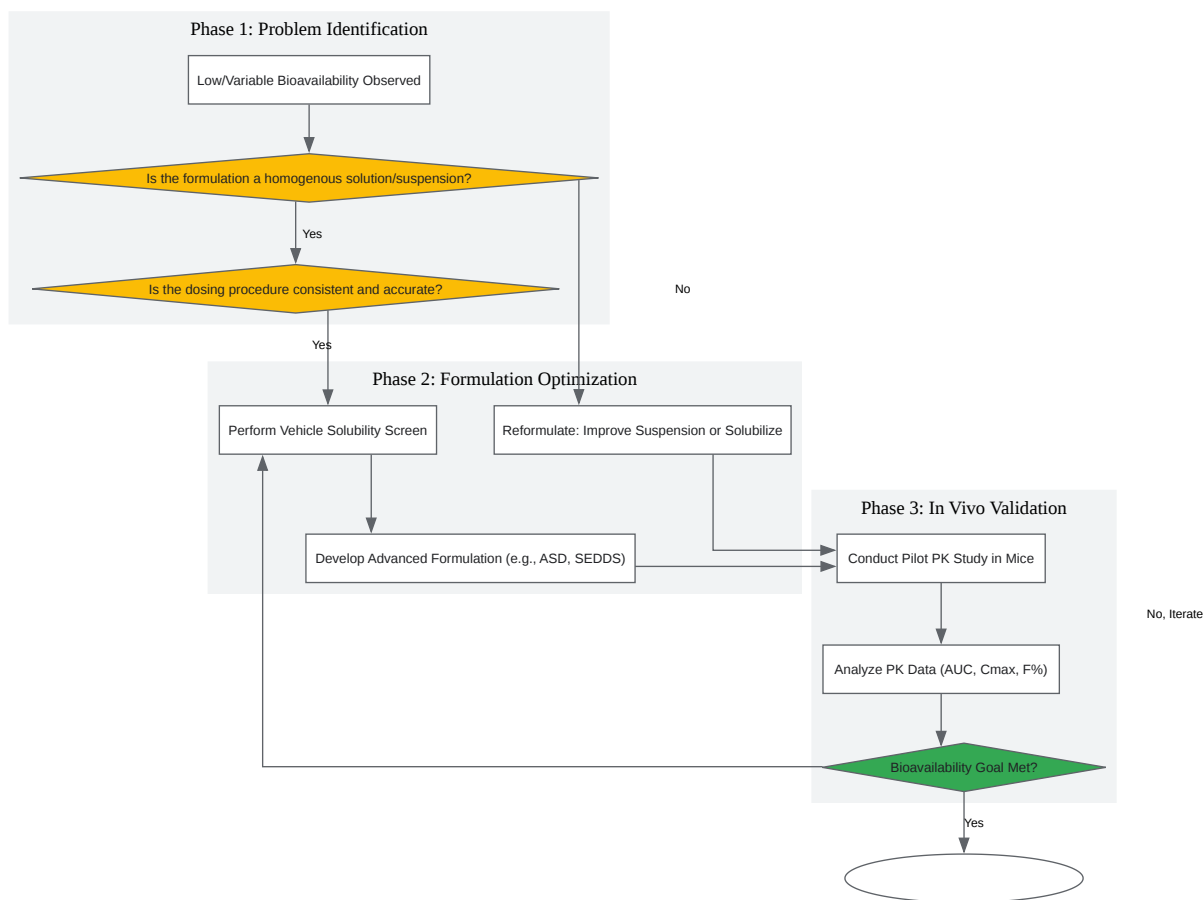 Phase 1: Problem Identification
Low/Variable Bioavailability Observed
Is the formulation a homogenous solution/suspension?
Yes
Is the dosing procedure consistent and accurate?
No
Yes
Phase 2: Formulation Optimization
Perform Vehicle Solubility Screen
Reformulate: Improve Suspension or Solubilize
Phase 3: In Vivo Validation
Develop Advanced Formulation (e.g., ASD, SEDDS)
Conduct Pilot PK Study in Mice
No, Iterate
Analyze PK Data (AUC, Cmax, F%)
Bioavailability Goal Met?
Yes